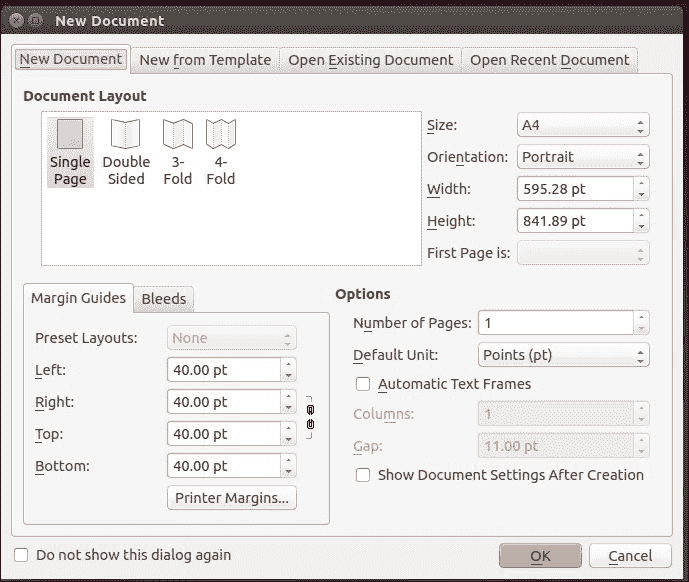 New Document
New Document New from Template Open Existing Document Open Recent Document
Document Layout
Single Page
Double Sided
3-Fold
4-Fold
Size: A4
Orientation: Portrait
Width: 595.28 pt
Height: 841.89 pt
First Page is:
Margin Guides Bleeds
Preset Layouts: None
Left: 40.00 pt
Right: 40.00 pt
Top: 40.00 pt
Bottom: 40.00 pt
Printer Margins...
Options
Number of Pages: 1
Default Unit: Points (pt)
Automatic Text Frames
Columns: 1
Gap: 11.00 pt
Show Document Settings After Creation
Do not show this dialog again
OK Cancel